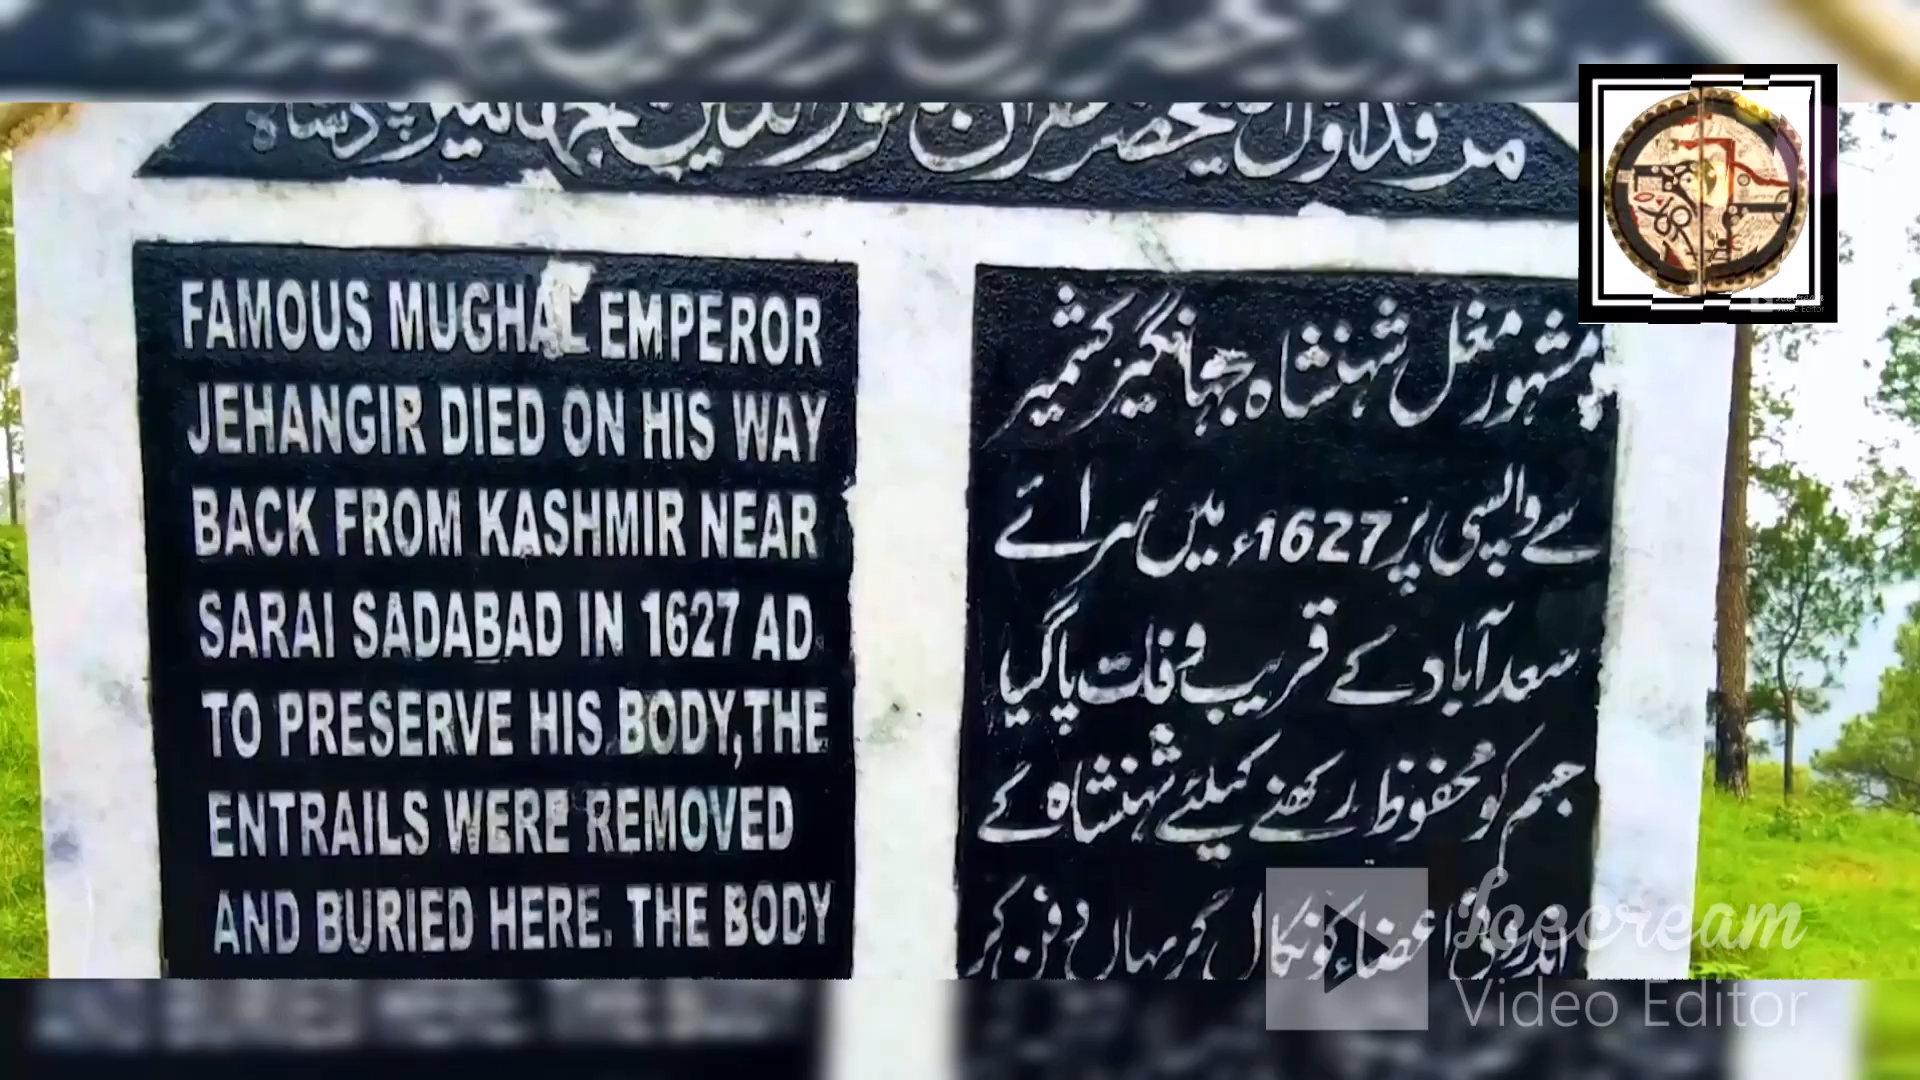 مرقد اول اعلیحضرت نورالدین جهانگیر پادشاہ
FAMOUS MUGHAL EMPEROR
JEHANGIR DIED ON HIS WAY
BACK FROM KASHMIR NEAR
SARAI SADABAD IN 1627 AD
TO PRESERVE HIS BODY,THE
ENTRAILS WERE REMOVED
AND BURIED HERE. THE BODY
مشہور مغل شہنشاہ جہانگیر کشمیر
سے واپسی پر 1627ء میں سرائے
سعد آباد کے قریب وفات پا گیا
جسم کو محفوظ رکھنے کیلئے شہنشاہ کے
اندرونی اعضاء کو نکال کر یہاں دفن کر
Icecream
Video Editor